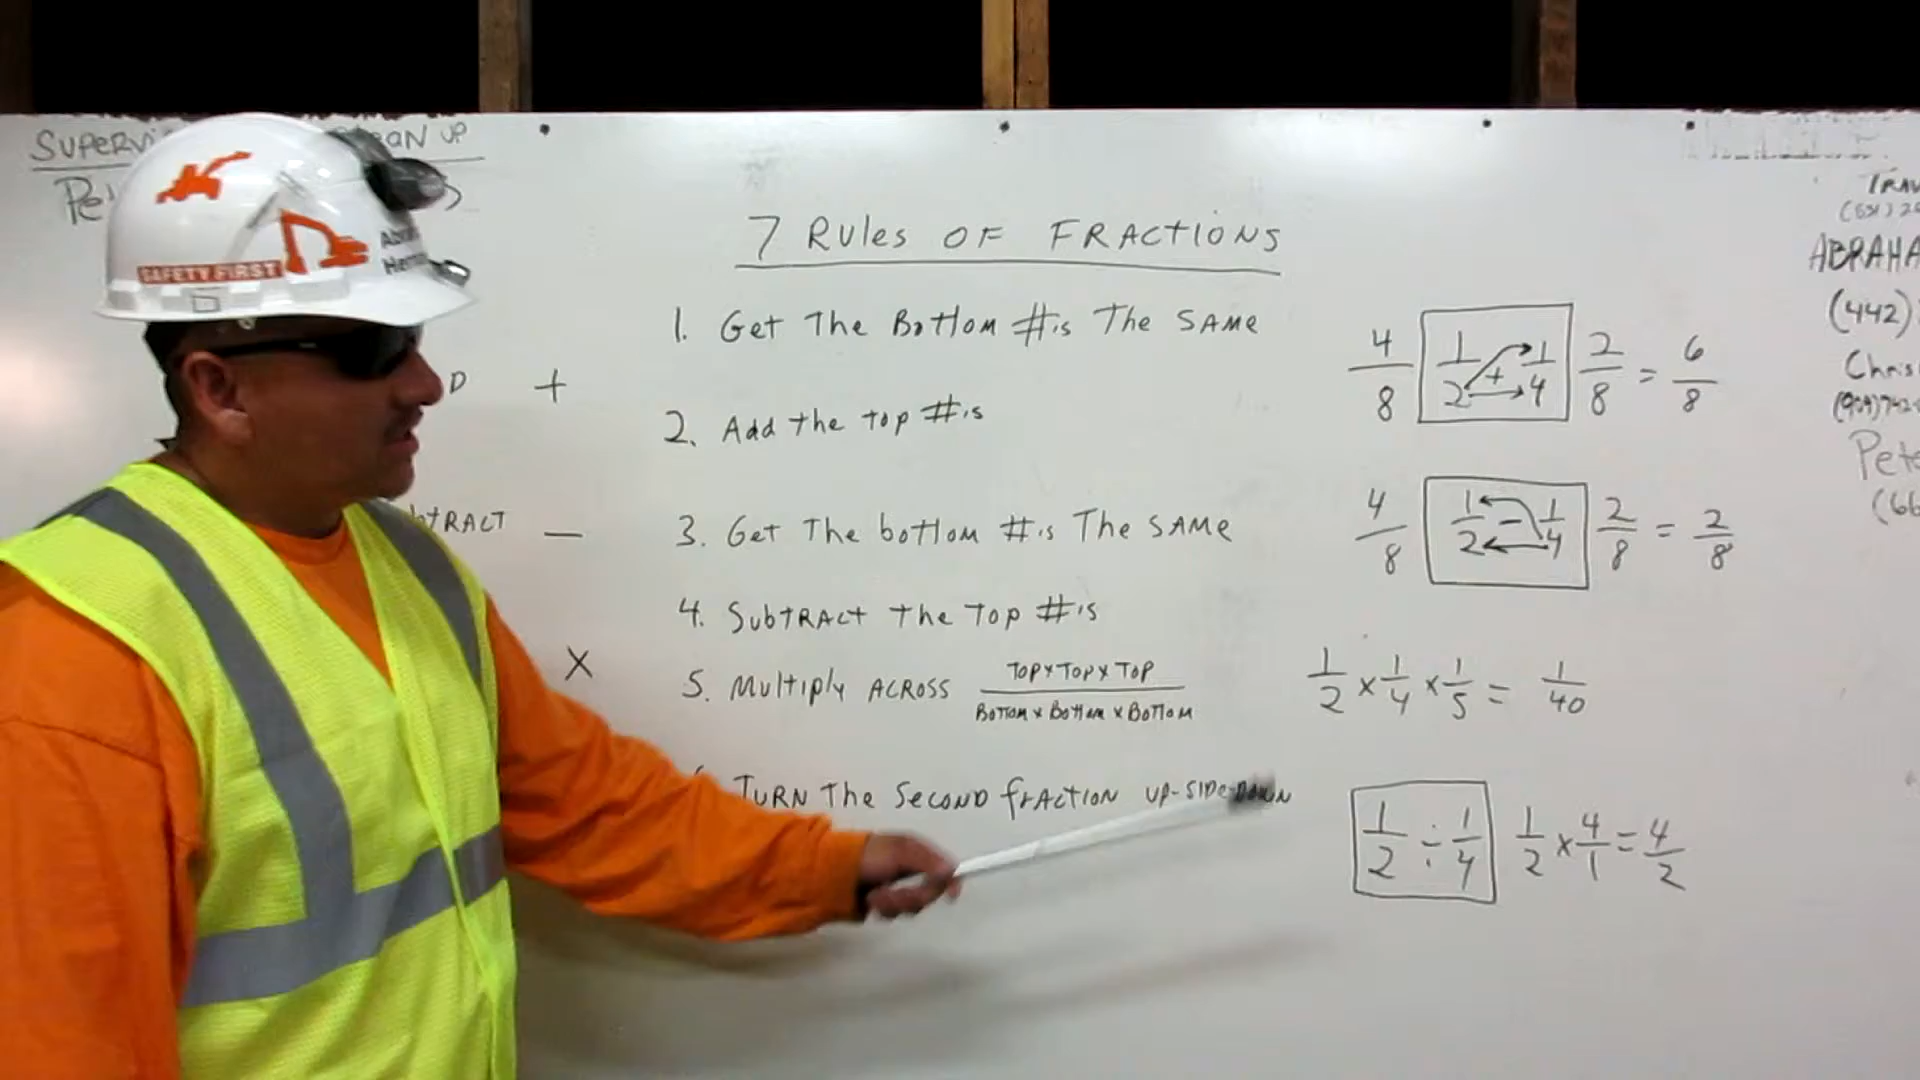 7 Rules OF FRACTIONS
1. Get The Bottom #'s The SAME
+
2. Add the top #'s
3. Get The bottom #'s The SAME
—
4. SubTRACT the Top #'s
×
5. Multiply ACROSS TOP×TOP×TOP / BOTTOM×BOTTOM×BOTTOM
TURN The Second fRACTION UP-SIDE-DOWN
4/8 1/2 + 1/4 2/8 = 6/8
4/8 1/2 − 1/4 2/8 = 2/8
1/2 × 1/4 × 1/5 = 1/40
1/2 ÷ 1/4 1/2 × 4/1 = 4/2
UP
SAFETY FIRST
(442)
Chris
Pete
(66